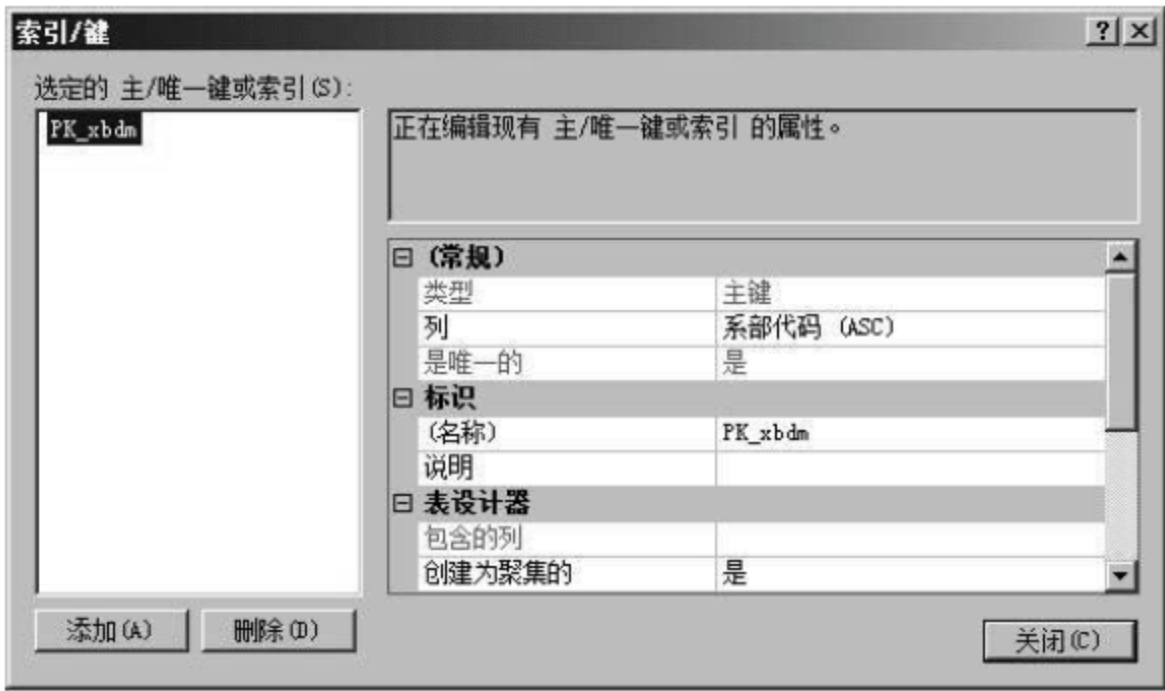 索引/键
选定的 主/唯一键或索引(S):
PK_xbdm
正在编辑现有 主/唯一键或索引 的属性。
(常规)
类型 主键
列 系部代码 (ASC)
是唯一的 是
标识
(名称) PK_xbdm
说明
表设计器
包含的列
创建为聚集的 是
添加(A) 删除(D)
关闭(C)